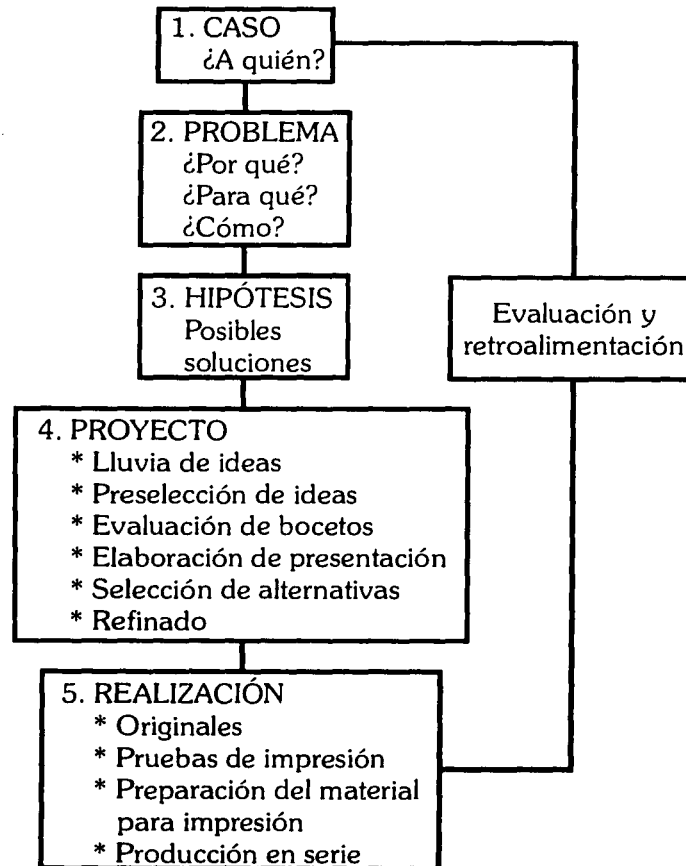 1. CASO
¿A quién?
2. PROBLEMA
¿Por qué?
¿Para qué?
¿Cómo?
3. HIPÓTESIS
Posibles
soluciones
Evaluación y
retroalimentación
4. PROYECTO
* Lluvia de ideas
* Preselección de ideas
* Evaluación de bocetos
* Elaboración de presentación
* Selección de alternativas
* Refinado
5. REALIZACIÓN
* Originales
* Pruebas de impresión
* Preparación del material
para impresión
* Producción en serie